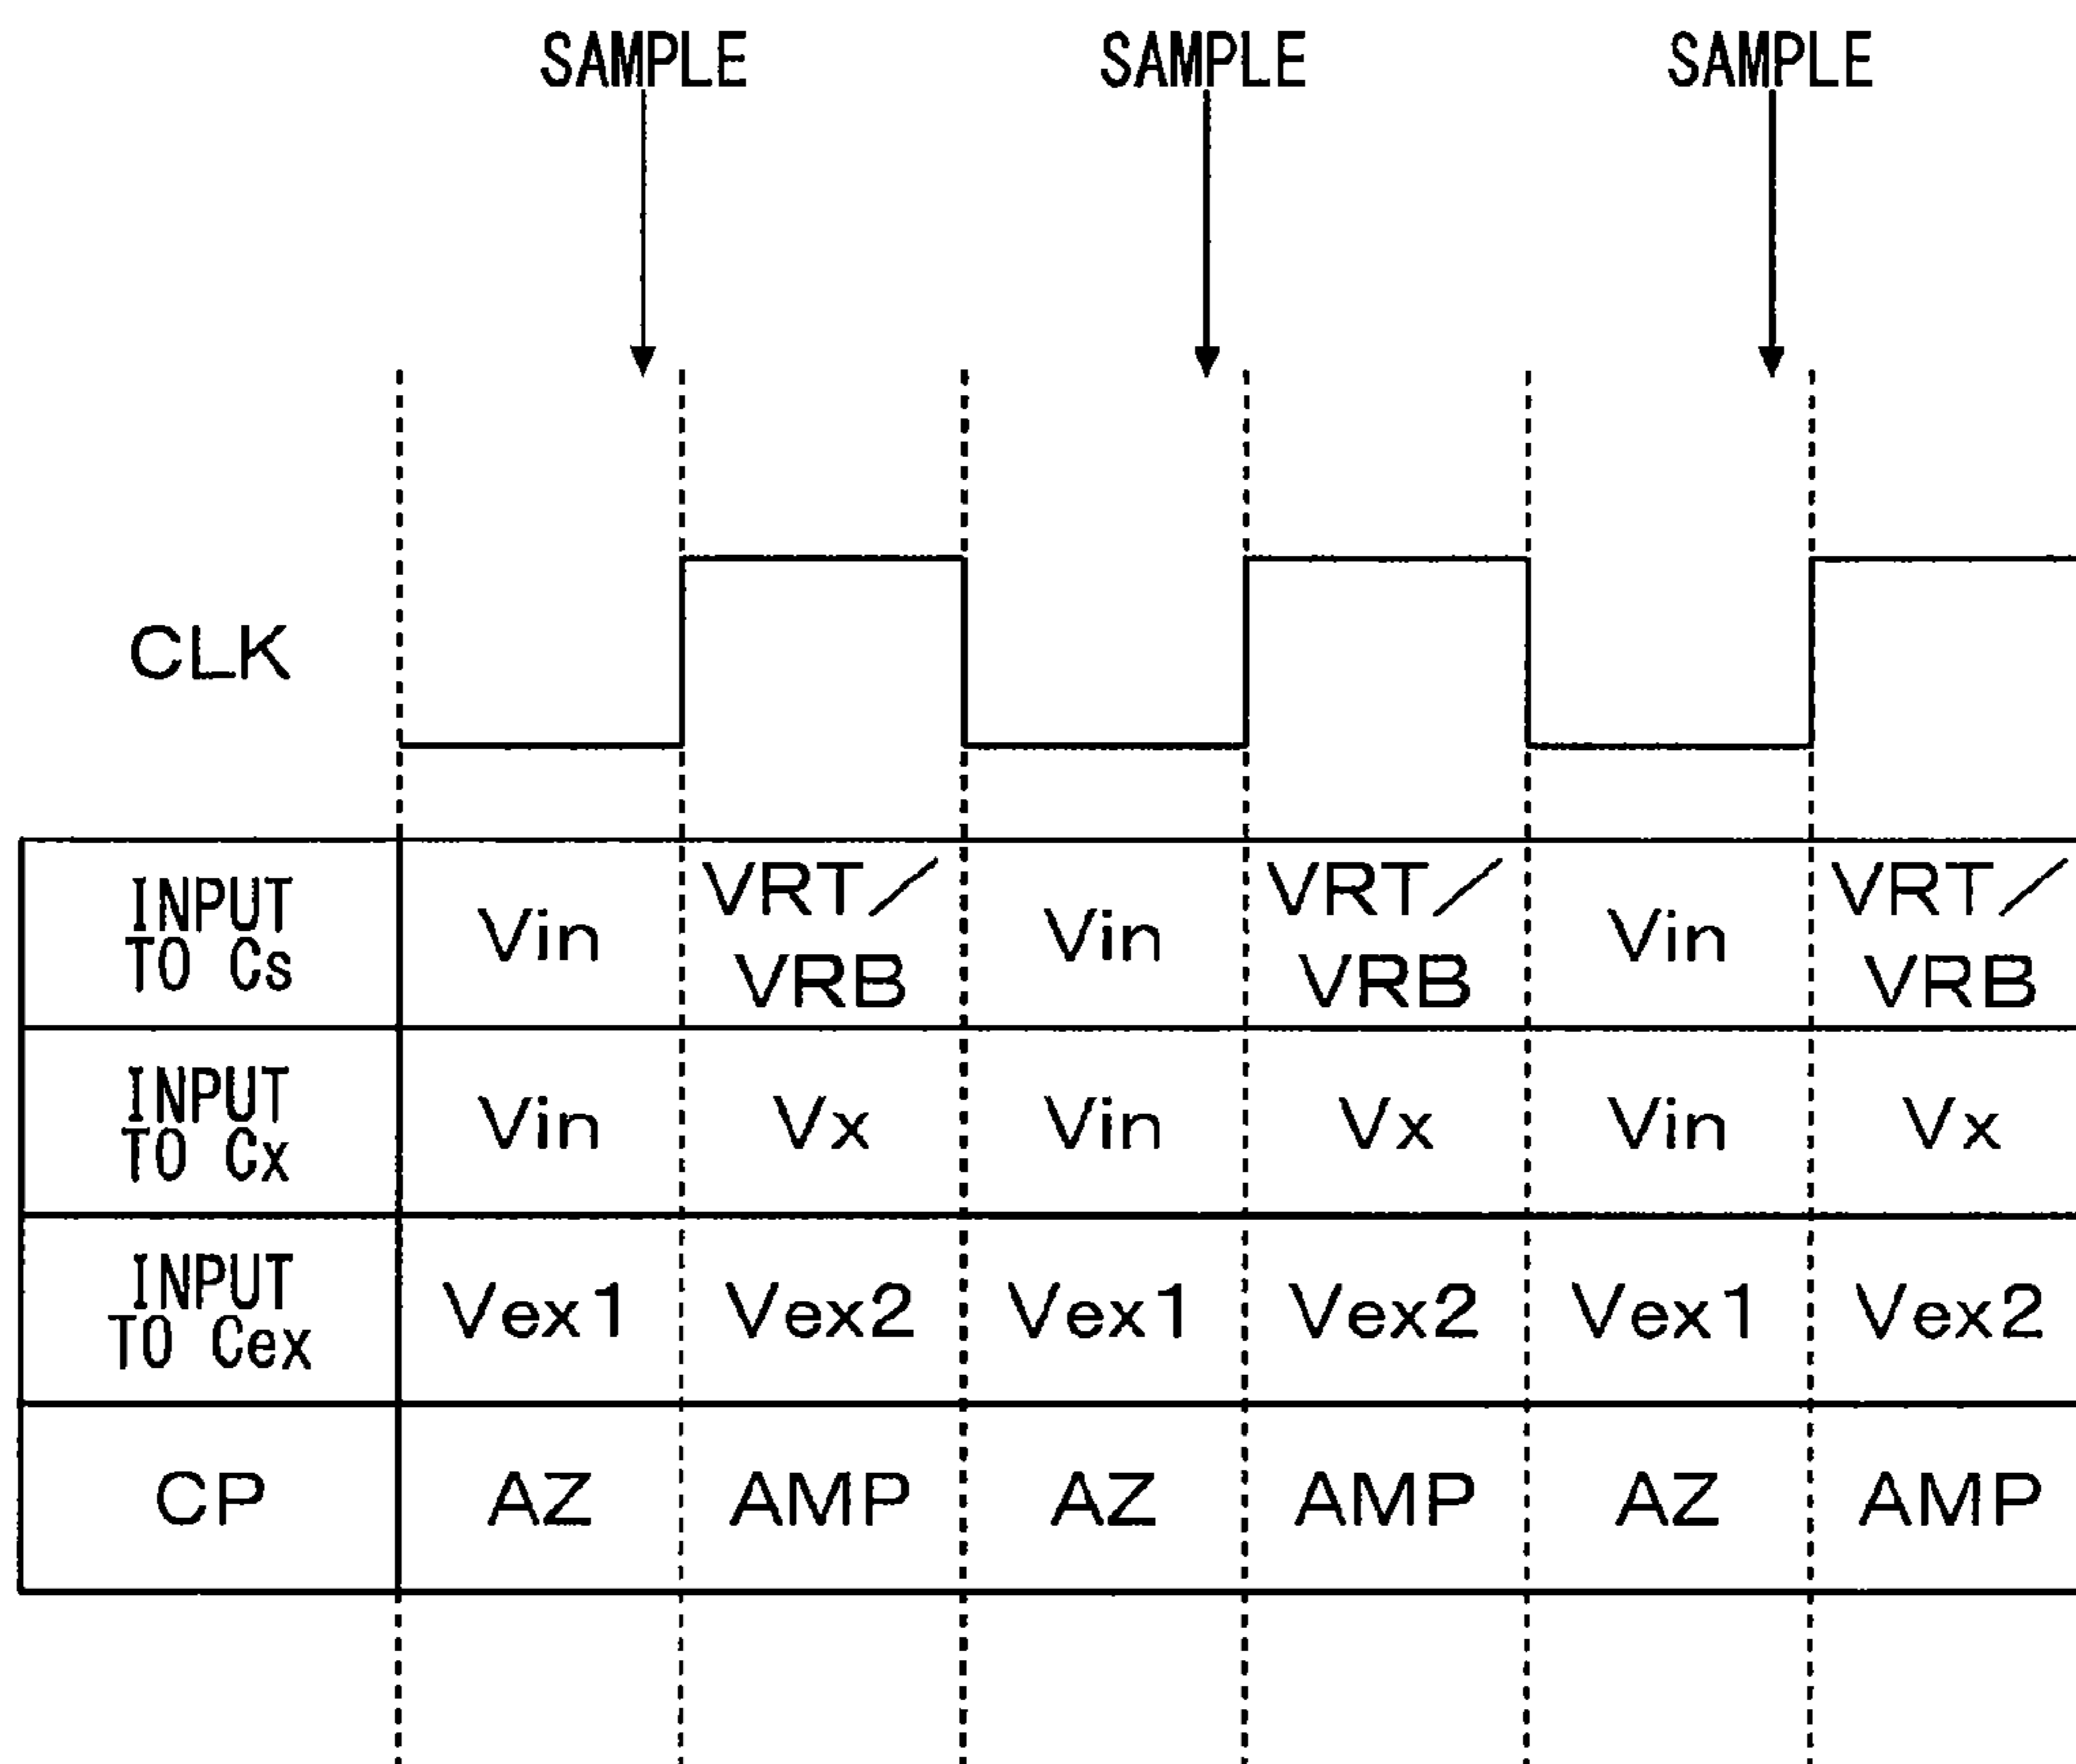 SAMPLE SAMPLE SAMPLE
CLK
INPUT TO Cs Vin VRT/VRB Vin VRT/VRB Vin VRT/VRB
INPUT TO Cx Vin Vx Vin Vx Vin Vx
INPUT TO Cex Vex1 Vex2 Vex1 Vex2 Vex1 Vex2
CP AZ AMP AZ AMP AZ AMP